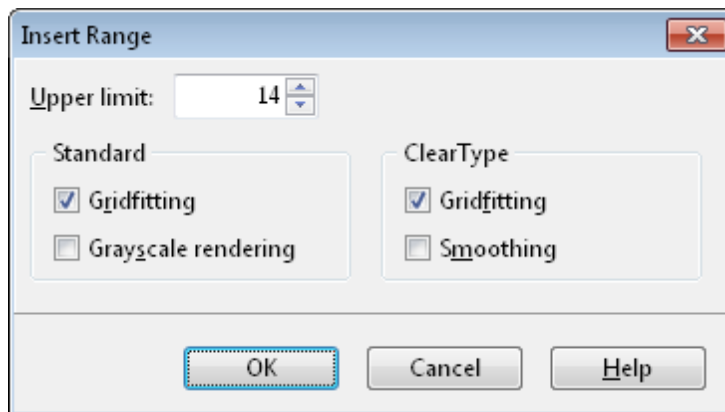 Insert Range
Upper limit: 14
Standard
Gridfitting
Grayscale rendering
ClearType
Gridfitting
Smoothing
OK Cancel Help